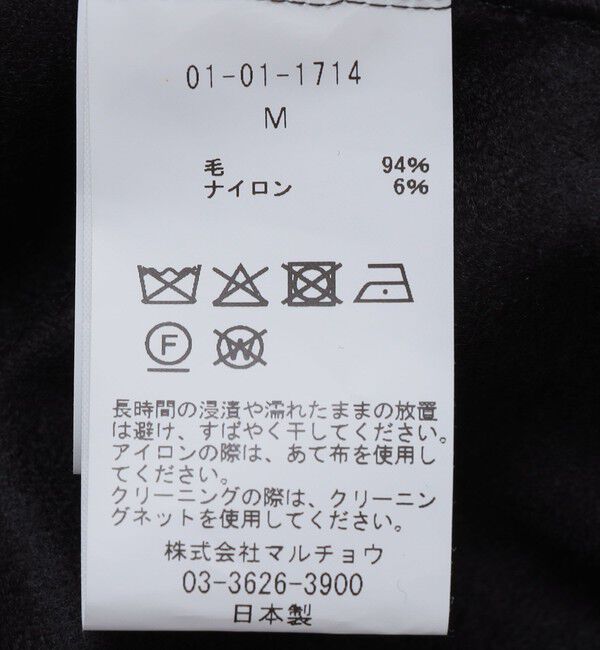 01-01-1714
M
毛 94%
ナイロン 6%
F
W
長時間の浸漬や濡れたままの放置
は避け、すばやく干してください。
アイロンの際は、あて布を使用し
てください。
クリーニングの際は、クリーニン
グネットを使用してください。
株式会社マルチョウ
03-3626-3900
日本製